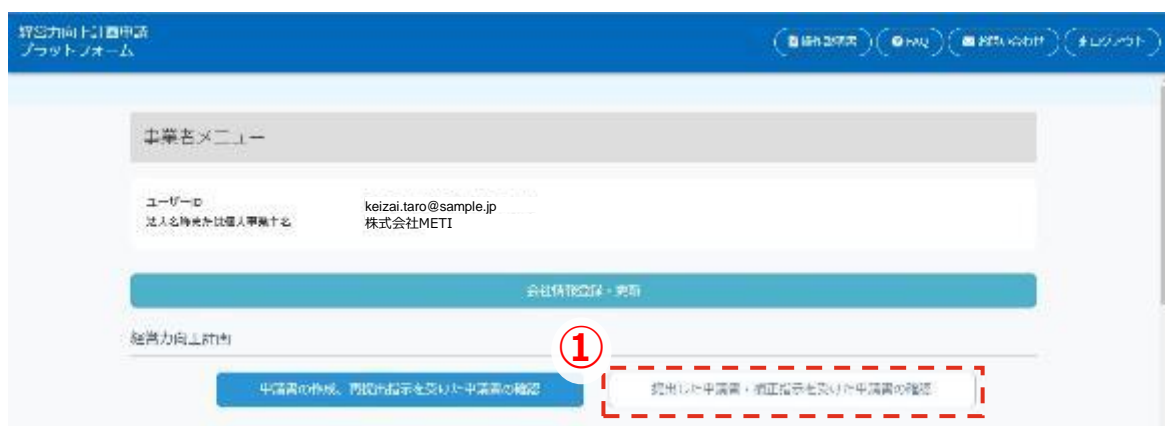 経営力向上計画申請
プラットフォーム
操作説明書
FAQ
お問い合わせ
ログアウト
事業者メニュー
ユーザーID
keizai.taro@sample.jp
法人名称または個人事業主名
株式会社METI
会社情報登録・更新
経営力向上計画
①
申請書の作成、再提出指示を受けた申請書の確認
提出した申請書・補正指示を受けた申請書の確認